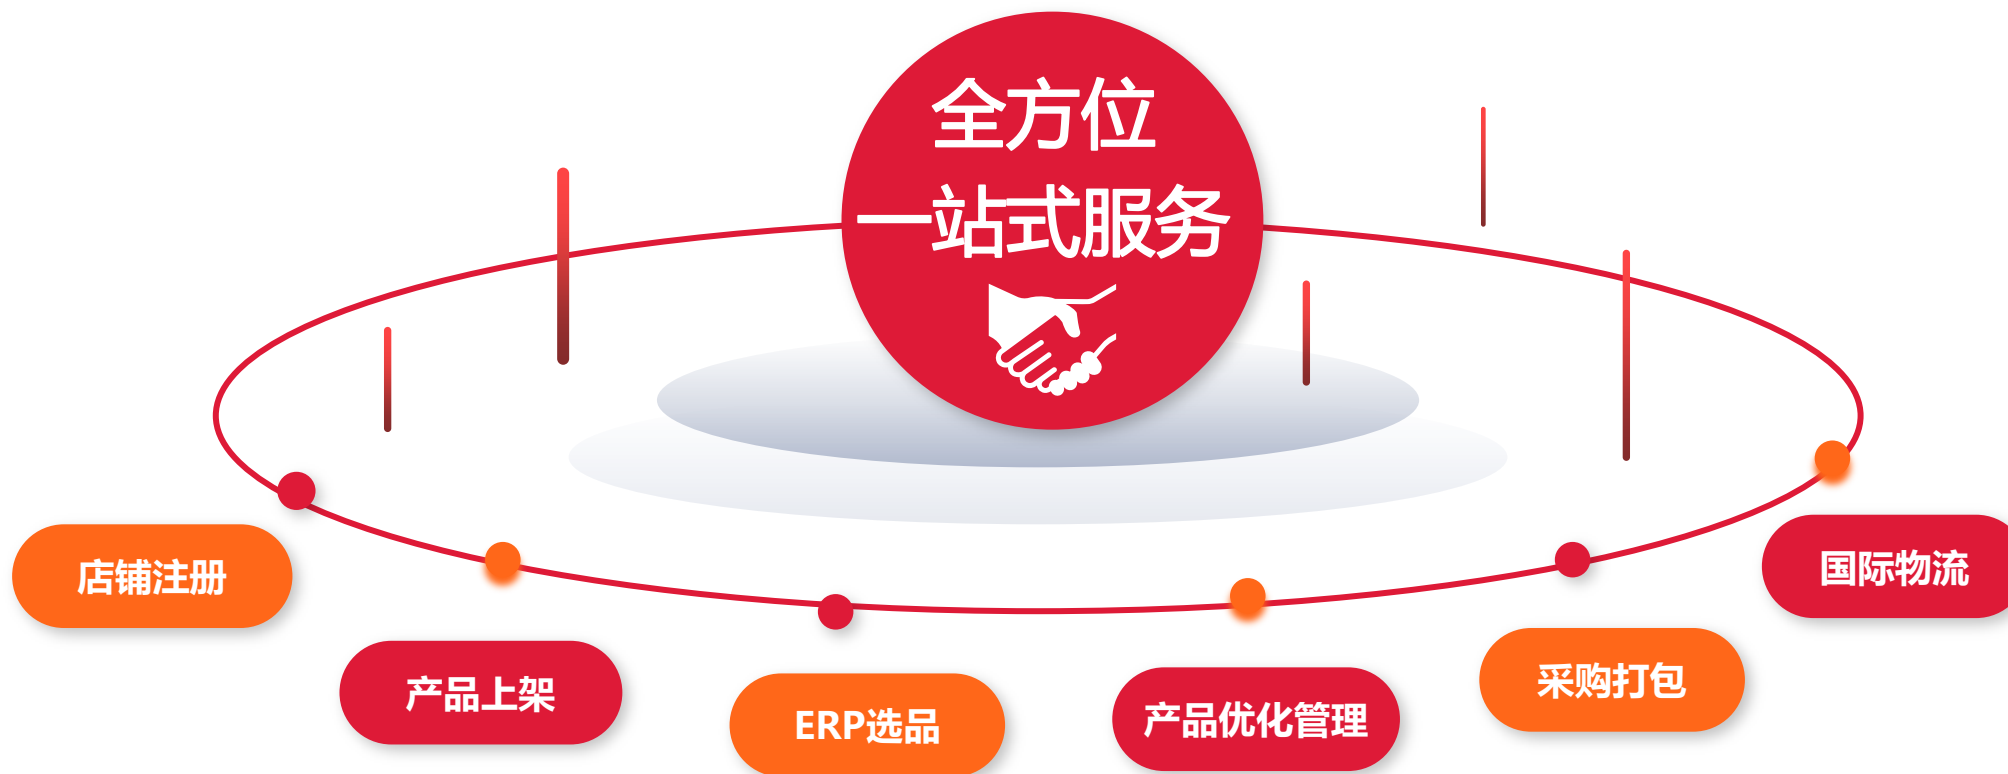 全方位
一站式服务
店铺注册
产品上架
ERP选品
产品优化管理
采购打包
国际物流